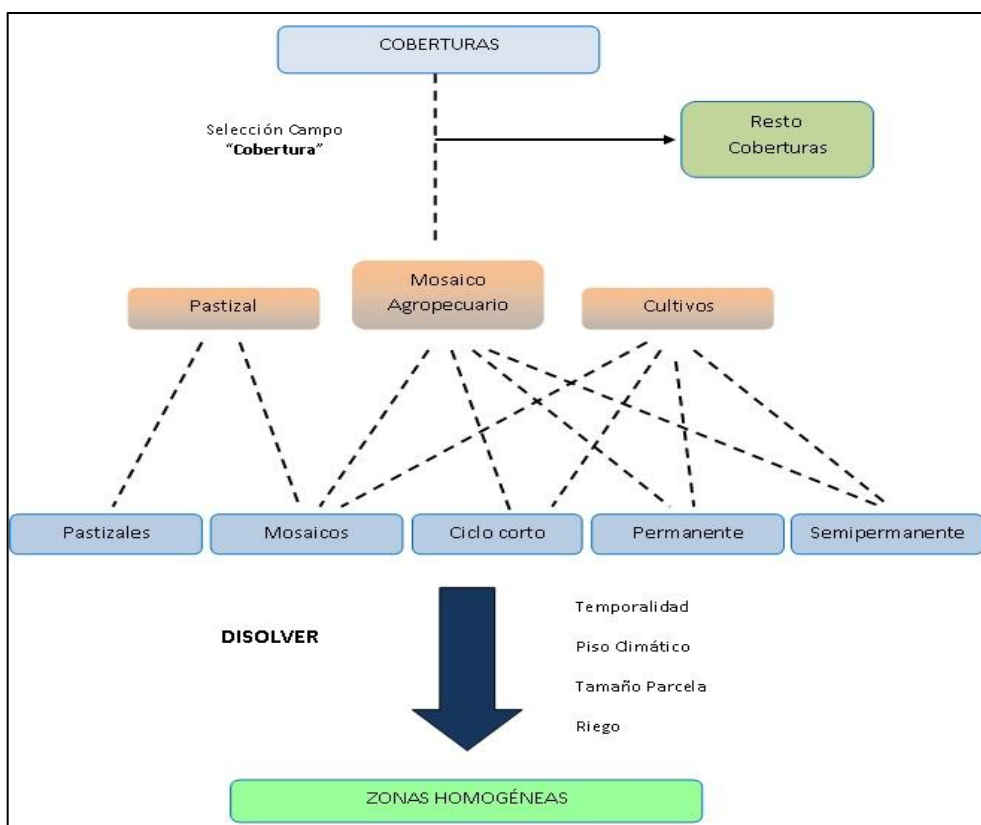 COBERTURAS
Selección Campo
“Cobertura”
Resto
Coberturas
Pastizal
Mosaico
Agropecuario
Cultivos
Pastizales
Mosaicos
Ciclo corto
Permanente
Semipermanente
DISOLVER
Temporalidad
Piso Climático
Tamaño Parcela
Riego
ZONAS HOMOGÉNEAS